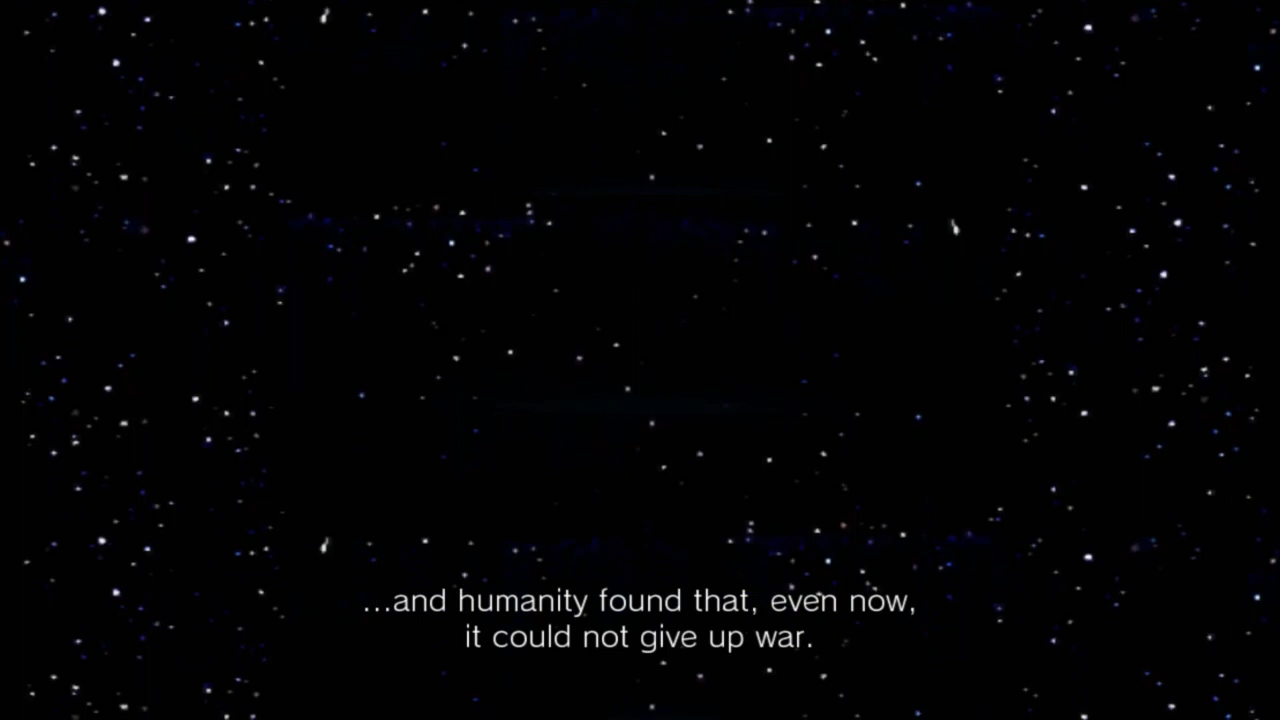 ...and humanity found that, even now,
it could not give up war.